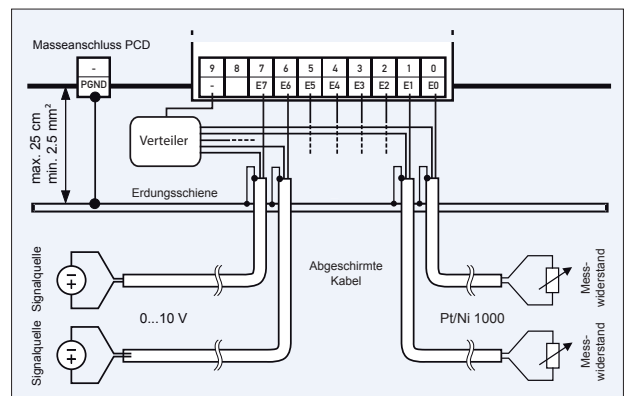 Masseanschluss PCD
-
PGND
9 8 7 6 5 4 3 2 1 0
- E7 E6 E5 E4 E3 E2 E1 E0
max. 25 cm
min. 2.5 mm²
Verteiler
Erdungsschiene
Signalquelle
Abgeschirmte
Kabel
Mess-
widerstand
0...10 V
Pt/Ni 1000
Signalquelle
Mess-
widerstand